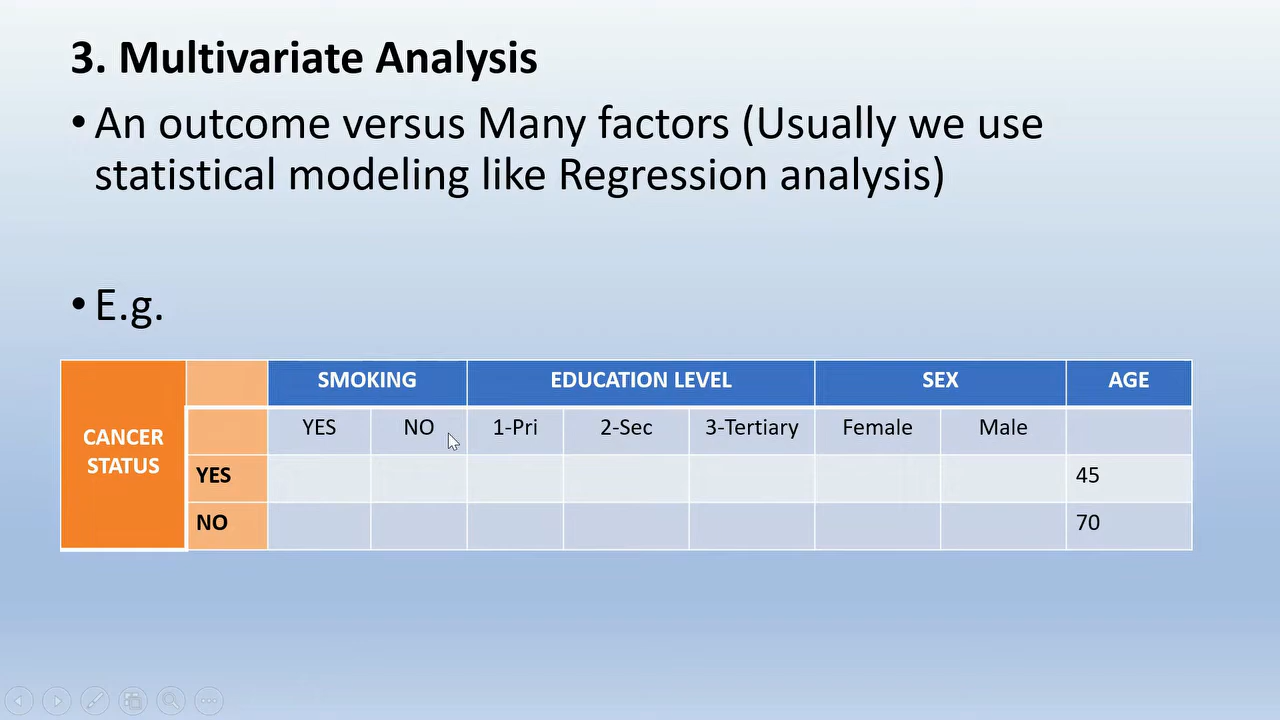 3. Multivariate Analysis
• An outcome versus Many factors (Usually we use
statistical modeling like Regression analysis)
• E.g.
SMOKING EDUCATION LEVEL SEX AGE
YES NO 1-Pri 2-Sec 3-Tertiary Female Male
CANCER
STATUS
YES 45
NO 70